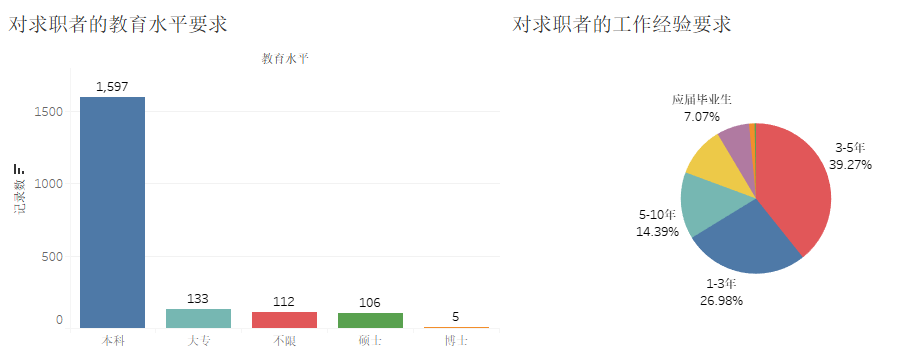 对求职者的教育水平要求
教育水平
1,597
1500
1000
500
0
记录数
133
112
106
5
本科
大专
不限
硕士
博士
对求职者的工作经验要求
应届毕业生
7.07%
3-5年
39.27%
5-10年
14.39%
1-3年
26.98%